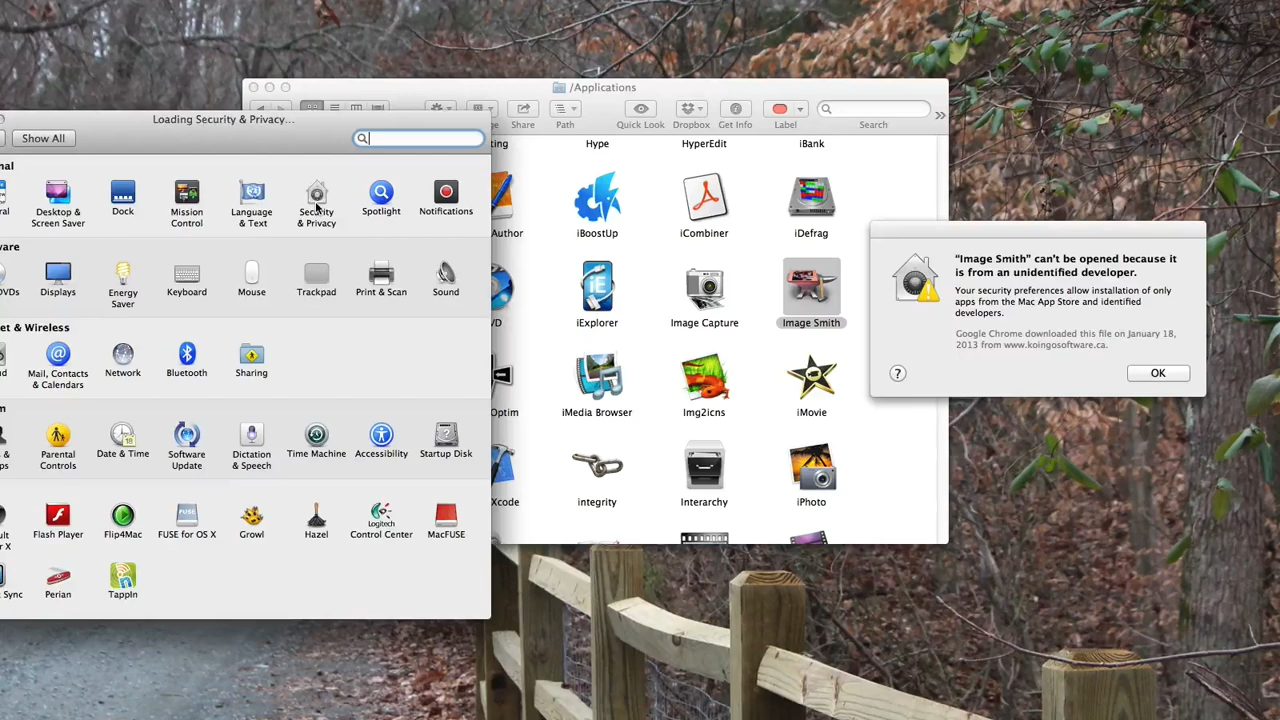 /Applications
Share
Path
Quick Look
Dropbox
Get Info
Label
Search
Hype
HyperEdit
iBank
Author
iBoostUp
iCombiner
iDefrag
iExplorer
Image Capture
Image Smith
Optim
iMedia Browser
Img2icns
iMovie
Xcode
integrity
Interarchy
iPhoto
Loading Security & Privacy...
Show All
Desktop &
Screen Saver
Dock
Mission
Control
Language
& Text
Security
& Privacy
Spotlight
Notifications
Displays
Energy
Saver
Keyboard
Mouse
Trackpad
Print & Scan
Sound
et & Wireless
Mail, Contacts
& Calendars
Network
Bluetooth
Sharing
Parental
Controls
Date & Time
Software
Update
Dictation
& Speech
Time Machine
Accessibility
Startup Disk
Flash Player
Flip4Mac
FUSE for OS X
Growl
Hazel
Control Center
MacFUSE
Sync
Perian
TappIn
“Image Smith” can’t be opened because it
is from an unidentified developer.
Your security preferences allow installation of only
apps from the Mac App Store and identified
developers.
Google Chrome downloaded this file on January 18,
2013 from www.koingosoftware.ca.
?
OK